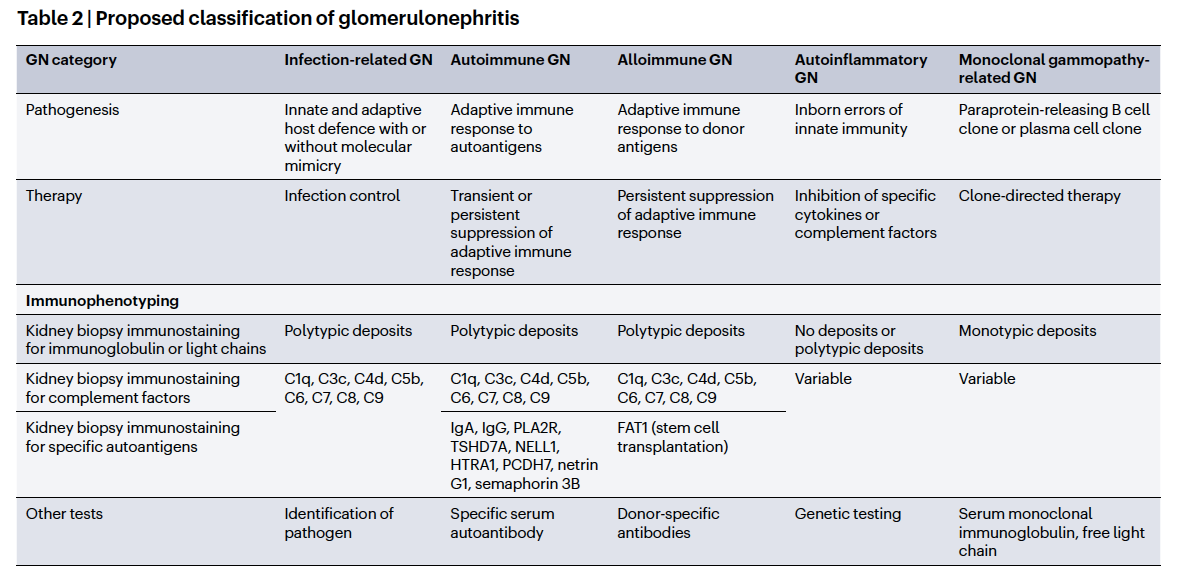 Table 2 | Proposed classification of glomerulonephritis
GN category
Infection-related GN
Autoimmune GN
Alloimmune GN
Autoinflammatory
GN
Monoclonal gammopathy-
related GN
Pathogenesis
Innate and adaptive
host defence with or
without molecular
mimicry
Adaptive immune
response to
autoantigens
Adaptive immune
response to donor
antigens
Inborn errors of
innate immunity
Paraprotein-releasing B cell
clone or plasma cell clone
Therapy
Infection control
Transient or
persistent
suppression of
adaptive immune
response
Persistent suppression
of adaptive immune
response
Inhibition of specific
cytokines or
complement factors
Clone-directed therapy
Immunophenotyping
Kidney biopsy immunostaining
for immunoglobulin or light chains
Polytypic deposits
Polytypic deposits
Polytypic deposits
No deposits or
polytypic deposits
Monotypic deposits
Kidney biopsy immunostaining
for complement factors
C1q, C3c, C4d, C5b,
C6, C7, C8, C9
C1q, C3c, C4d, C5b,
C6, C7, C8, C9
C1q, C3c, C4d, C5b,
C6, C7, C8, C9
Variable
Variable
Kidney biopsy immunostaining
for specific autoantigens
IgA, IgG, PLA2R,
TSHD7A, NELL1,
HTRA1, PCDH7, netrin
G1, semaphorin 3B
FAT1 (stem cell
transplantation)
Other tests
Identification of
pathogen
Specific serum
autoantibody
Donor-specific
antibodies
Genetic testing
Serum monoclonal
immunoglobulin, free light
chain